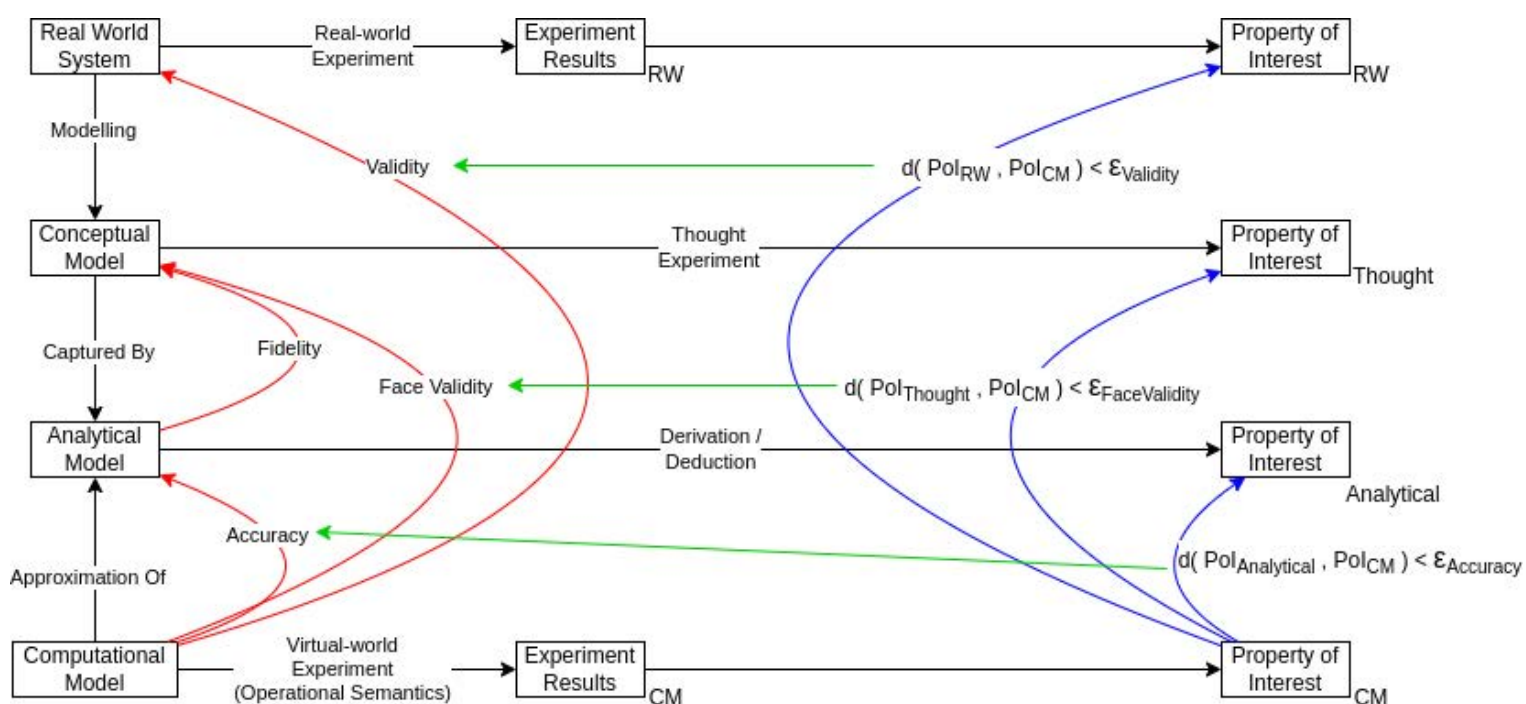 Real World
System
Real-world
Experiment
Experiment
Results
RW
Property of
Interest
RW
Modelling
Validity
d( PoI_RW , PoI_CM ) < ε_Validity
Conceptual
Model
Thought
Experiment
Property of
Interest
Thought
Captured By
Fidelity
Face Validity
d( PoI_Thought , PoI_CM ) < ε_FaceValidity
Analytical
Model
Derivation /
Deduction
Property of
Interest
Analytical
Accuracy
d( PoI_Analytical , PoI_CM ) < ε_Accuracy
Approximation Of
Computational
Model
Virtual-world
Experiment
(Operational Semantics)
Experiment
Results
CM
Property of
Interest
CM